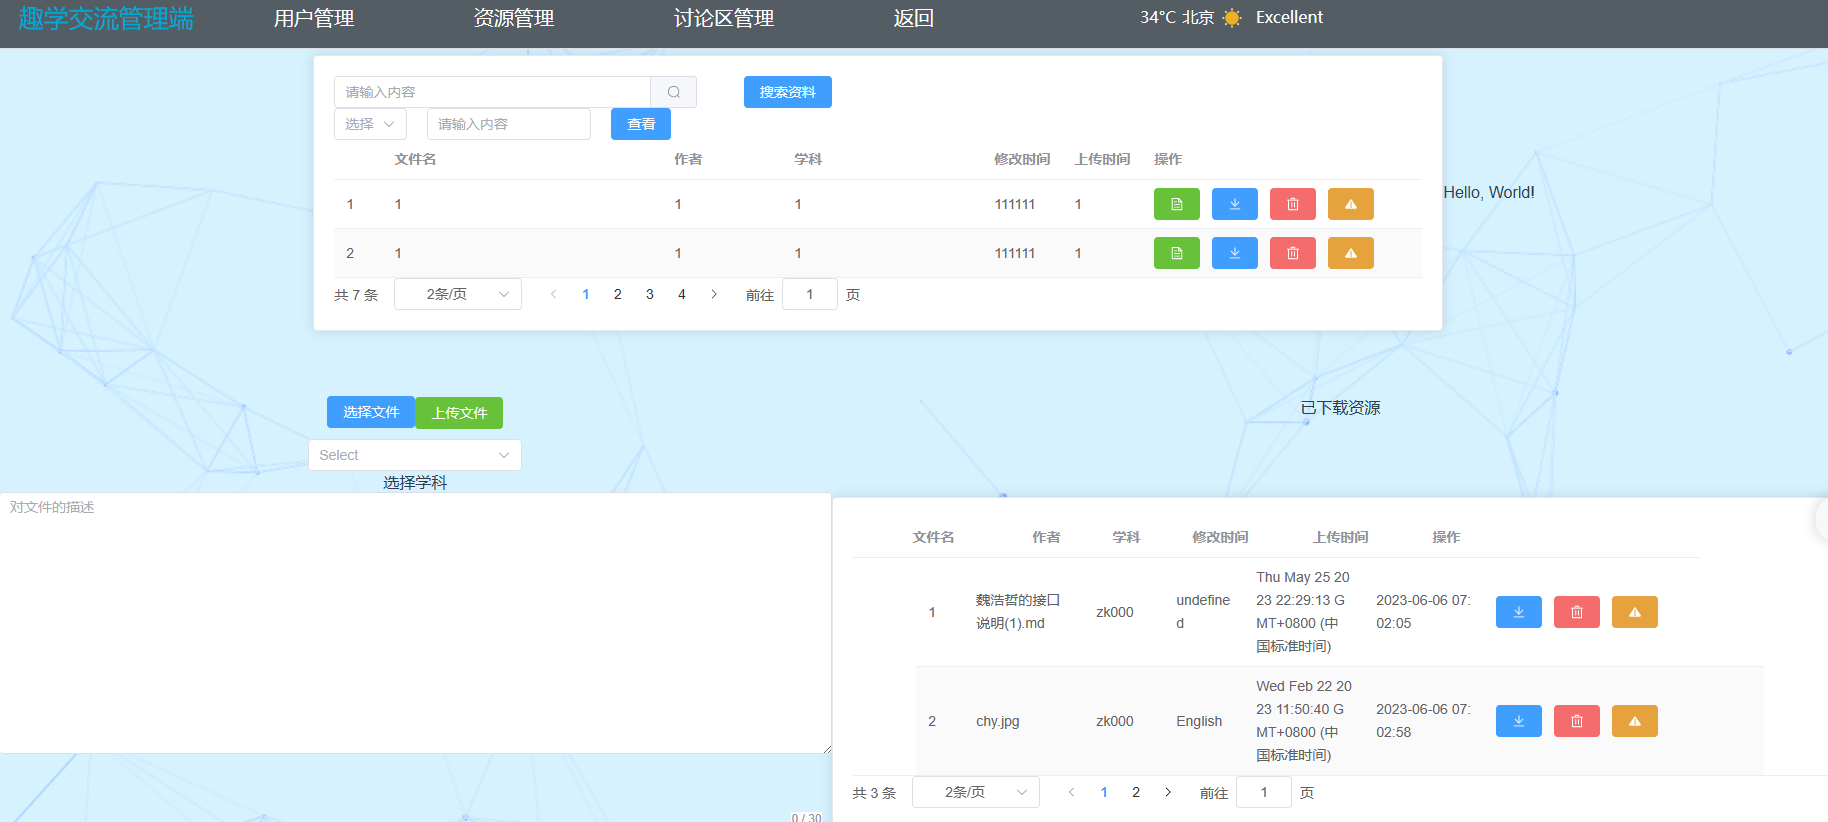 趣学交流管理端 用户管理 资源管理 讨论区管理 返回 34°C 北京 Excellent
请输入内容 搜索资料
选择 请输入内容 查看
文件名 作者 学科 修改时间 上传时间 操作
1 1 1 1 111111 1
Hello, World!
2 1 1 1 111111 1
共 7 条 2条/页 1 2 3 4 前往 1 页
选择文件 上传文件
已下载资源
Select
选择学科
对文件的描述
0 / 30
文件名 作者 学科 修改时间 上传时间 操作
1
魏浩哲的接口
说明(1).md
zk000
undefine
d
Thu May 25 20
23 22:29:13 G
MT+0800 (中
国标准时间)
2023-06-06 07:
02:05
2
chy.jpg
zk000
English
Wed Feb 22 20
23 11:50:40 G
MT+0800 (中
国标准时间)
2023-06-06 07:
02:58
共 3 条 2条/页 1 2 前往 1 页